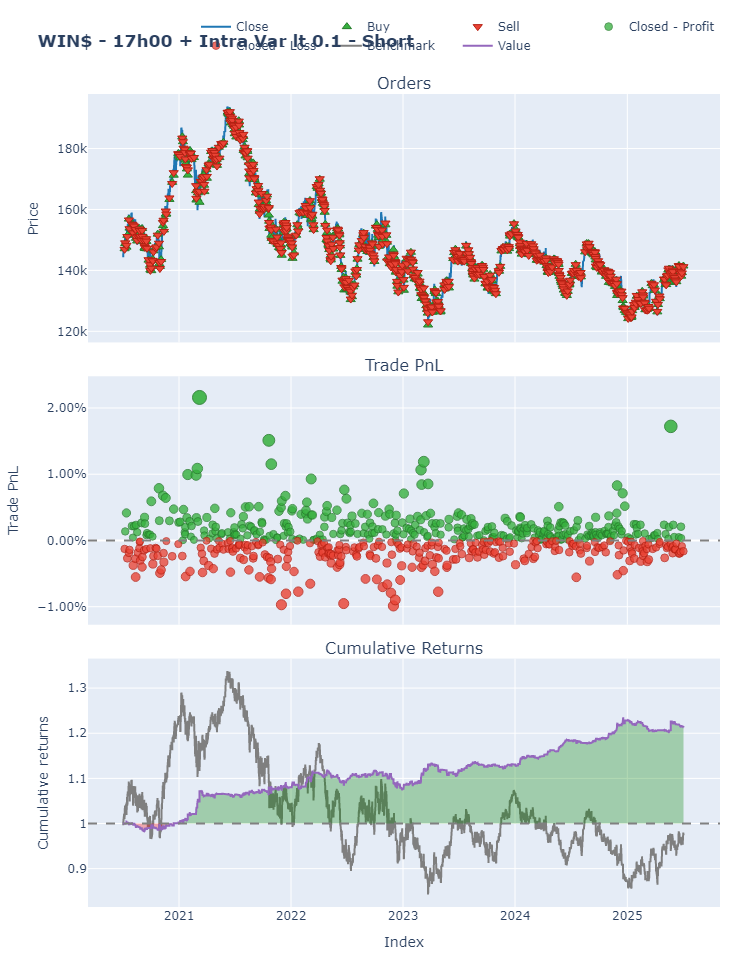 Close Buy Sell Closed - Profit
WIN$ - 17h00 + Intra Var lt 0.1 - Short
Closed - Loss Benchmark Value
Orders
180k
160k
140k
120k
Price
Trade PnL
2.00%
1.00%
0.00%
−1.00%
Trade PnL
Cumulative Returns
1.3
1.2
1.1
1
0.9
Cumulative returns
2021 2022 2023 2024 2025
Index